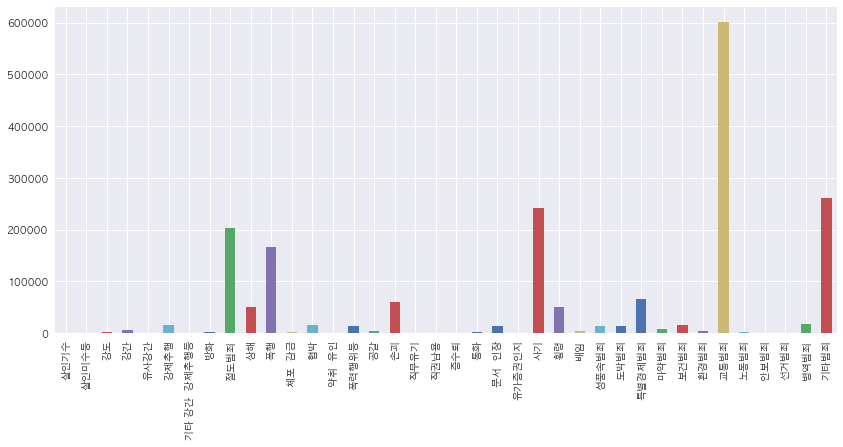 600000
500000
400000
300000
200000
100000
0
살인기수
살인미수등
강도
강간
유사강간
강제추행
기타 강간 강제추행등
방화
절도범죄
상해
폭행
체포 감금
협박
약취 유인
폭력행위등
공갈
손괴
직무유기
직권남용
증수뢰
통화
문서 인장
유가증권인지
사기
횡령
배임
성풍속범죄
도박범죄
특별경제범죄
마약범죄
보건범죄
환경범죄
교통범죄
노동범죄
안보범죄
선거범죄
병역범죄
기타범죄